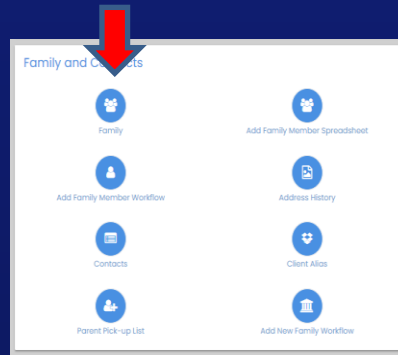 Family and Contacts
Family
Add Family Member Spreadsheet
Add Family Member Workflow
Address History
Contacts
Client Alias
Parent Pick-up List
Add New Family Workflow